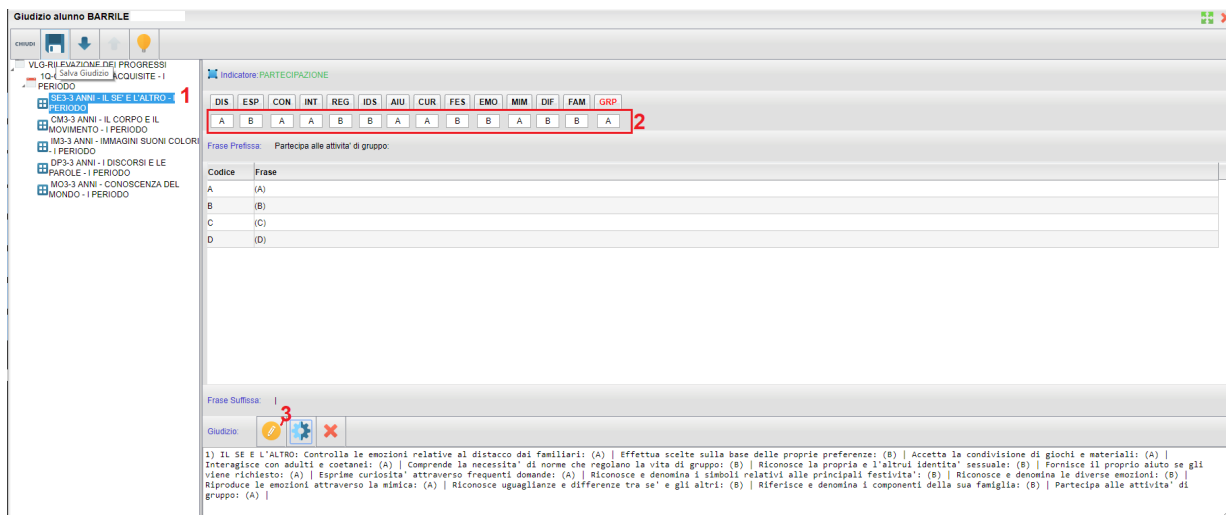 Giudizio alunno BARRILE
CHIUDI
VLG-RILEVAZIONE DEI PROGRESSI
Salva Giudizio
ACQUISITE - I
PERIODO
SE3-3 ANNI - IL SE' E L'ALTRO - I
PERIODO
1
CM3-3 ANNI - IL CORPO E IL
MOVIMENTO - I PERIODO
IM3-3 ANNI - IMMAGINI SUONI COLORI
- I PERIODO
DP3-3 ANNI - I DISCORSI E LE
PAROLE - I PERIODO
MO3-3 ANNI - CONOSCENZA DEL
MONDO - I PERIODO
Indicatore: PARTECIPAZIONE
DIS ESP CON INT REG IDS AIU CUR FES EMO MIM DIF FAM GRP
A B A A B B A A B B A B B A 2
Frase Prefissa: Partecipa alle attivita' di gruppo:
Codice Frase
A (A)
B (B)
C (C)
D (D)
Frase Suffissa: |
3
Giudizio:
1) IL SE E L'ALTRO: Controlla le emozioni relative al distacco dai familiari: (A) | Effettua scelte sulla base delle proprie preferenze: (B) | Accetta la condivisione di giochi e materiali: (A) |
Interagisce con adulti e coetanei: (A) | Comprende la necessita' di norme che regolano la vita di gruppo: (B) | Riconosce la propria e l'altrui identita' sessuale: (B) | Fornisce il proprio aiuto se gli
viene richiesto: (A) | Esprime curiosita' attraverso frequenti domande: (A) | Riconosce e denomina i simboli relativi alle principali festivita': (B) | Riconosce e denomina le diverse emozioni: (B) |
Riproduce le emozioni attraverso la mimica: (A) | Riconosce uguaglianze e differenze tra se' e gli altri: (B) | Riferisce e denomina i componenti della sua famiglia: (B) | Partecipa alle attivita' di
gruppo: (A) |